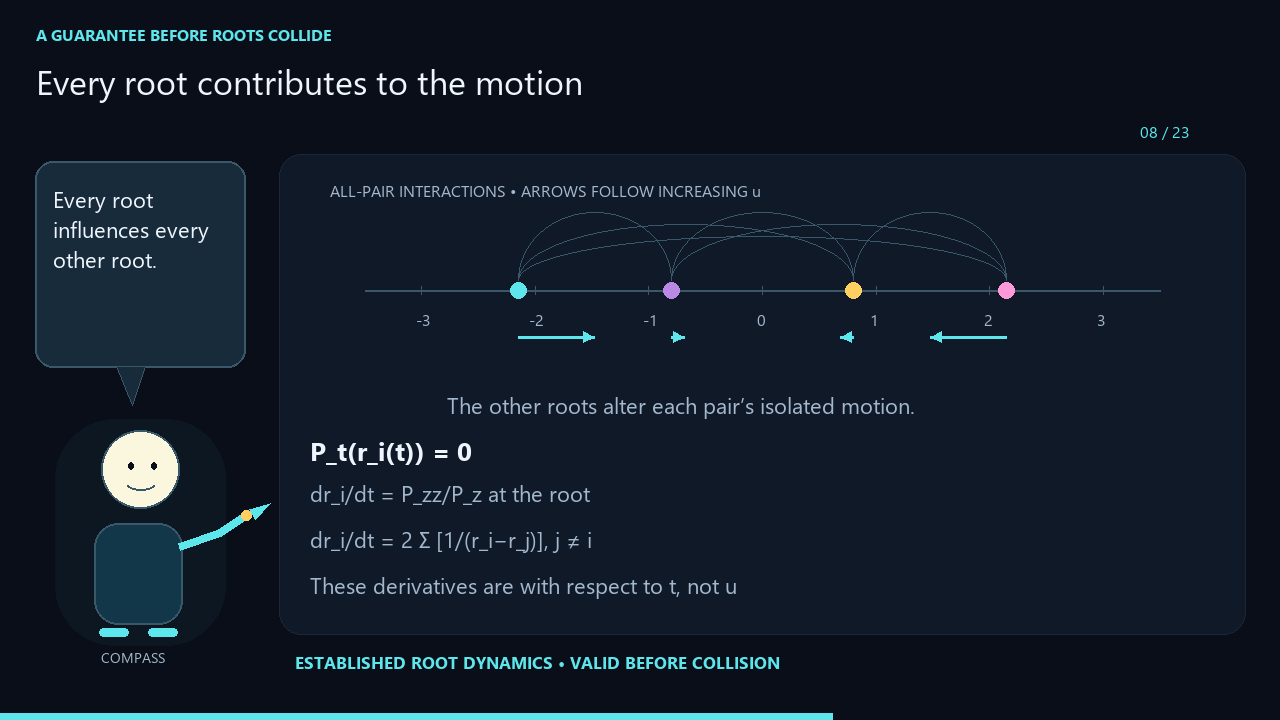 A GUARANTEE BEFORE ROOTS COLLIDE
Every root contributes to the motion
08 / 23
Every root
influences every
other root.
ALL-PAIR INTERACTIONS • ARROWS FOLLOW INCREASING u
-3 -2 -1 0 1 2 3
The other roots alter each pair’s isolated motion.
P_t(r_i(t)) = 0
dr_i/dt = P_zz/P_z at the root
dr_i/dt = 2 Σ [1/(r_i−r_j)], j ≠ i
These derivatives are with respect to t, not u
COMPASS
ESTABLISHED ROOT DYNAMICS • VALID BEFORE COLLISION